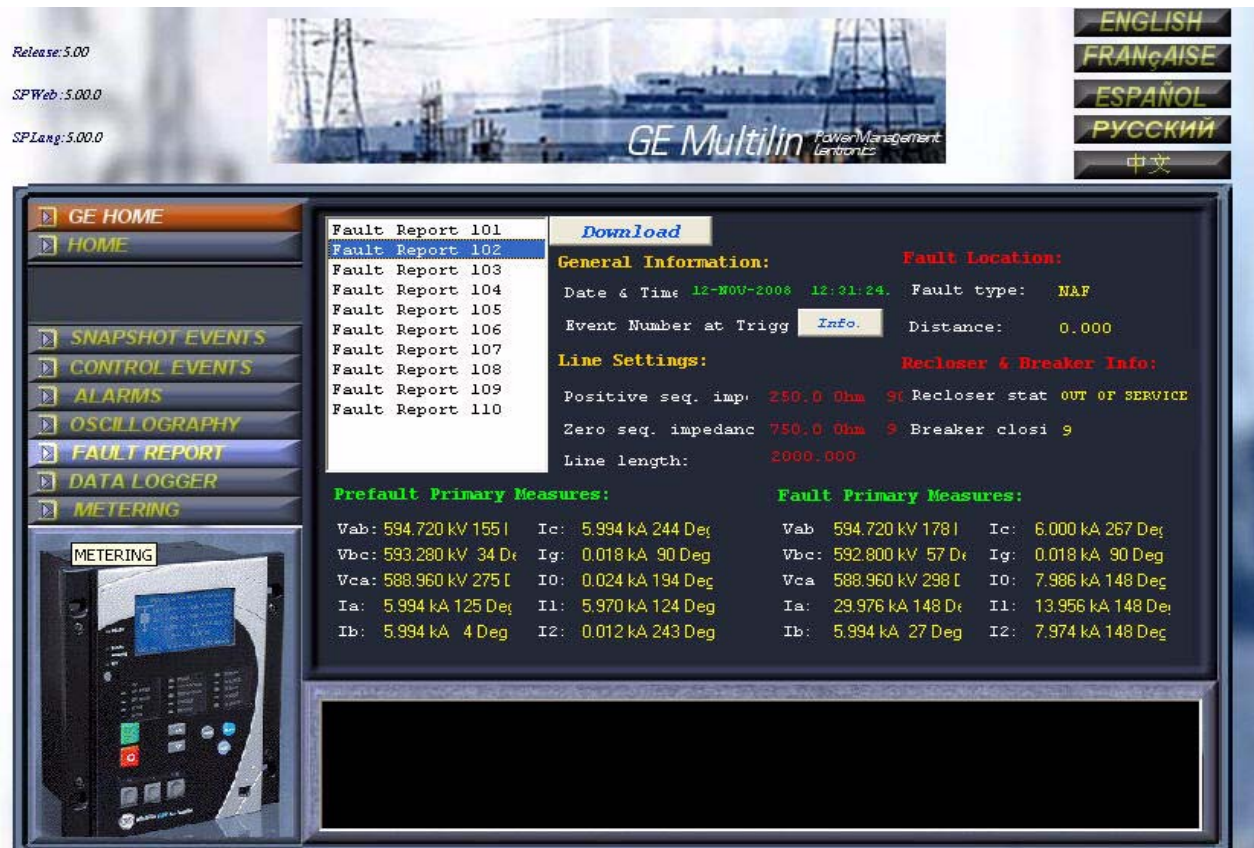 Release:5.00
SPWeb :5.00.0
SPLang:5.00.0
GE Multilin PowerManagement
Lentronics
ENGLISH
FRANçAISE
ESPAÑOL
РУССКИЙ
中文
GE HOME
HOME
SNAPSHOT EVENTS
CONTROL EVENTS
ALARMS
OSCILLOGRAPHY
FAULT REPORT
DATA LOGGER
METERING
METERING
Fault Report 101
Fault Report 102
Fault Report 103
Fault Report 104
Fault Report 105
Fault Report 106
Fault Report 107
Fault Report 108
Fault Report 109
Fault Report 110
Download
General Information:
Date & Time 12-NOV-2008 12:31:24.
Event Number at Trigg Info.
Line Settings:
Positive seq. imp 250.0 Ohm 90
Zero seq. impedanc 750.0 Ohm 9
Line length: 2000.000
Fault Location:
Fault type: NAF
Distance: 0.000
Recloser & Breaker Info:
Recloser stat OUT OF SERVICE
Breaker closi 9
Prefault Primary Measures:
Vab: 594.720 kV 155 Ic: 5.994 kA 244 Deg
Vbc: 593.280 kV 34 De Ig: 0.018 kA 90 Deg
Vca: 588.960 kV 275 Ι0: 0.024 kA 194 Deg
Ia: 5.994 kA 125 Deg I1: 5.970 kA 124 Deg
Ib: 5.994 kA 4 Deg I2: 0.012 kA 243 Deg
Fault Primary Measures:
Vab 594.720 kV 178 Ic: 6.000 kA 267 Deg
Vbc: 592.800 kV 57 De Ig: 0.018 kA 90 Deg
Vca 588.960 kV 298 I0: 7.986 kA 148 Deg
Ia: 29.976 kA 148 De I1: 13.956 kA 148 De
Ib: 5.994 kA 27 Deg I2: 7.974 kA 148 Deg